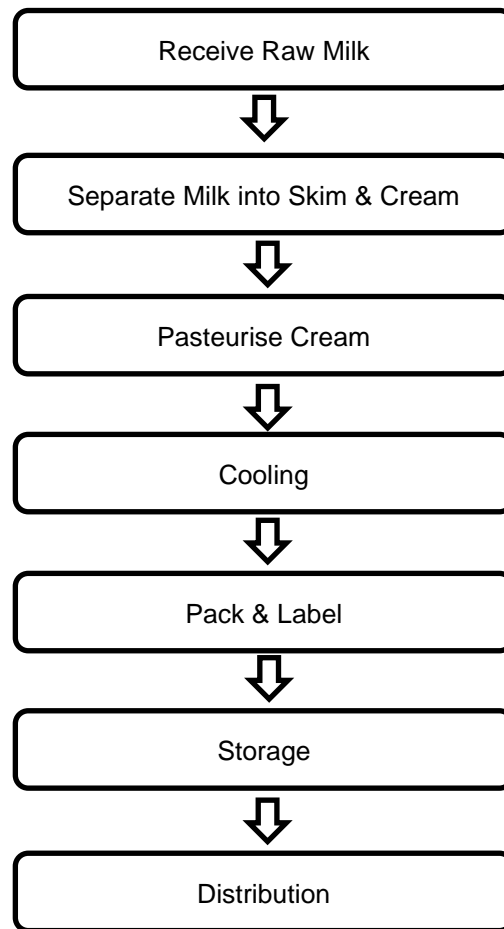 Receive Raw Milk
Separate Milk into Skim & Cream
Pasteurise Cream
Cooling
Pack & Label
Storage
Distribution